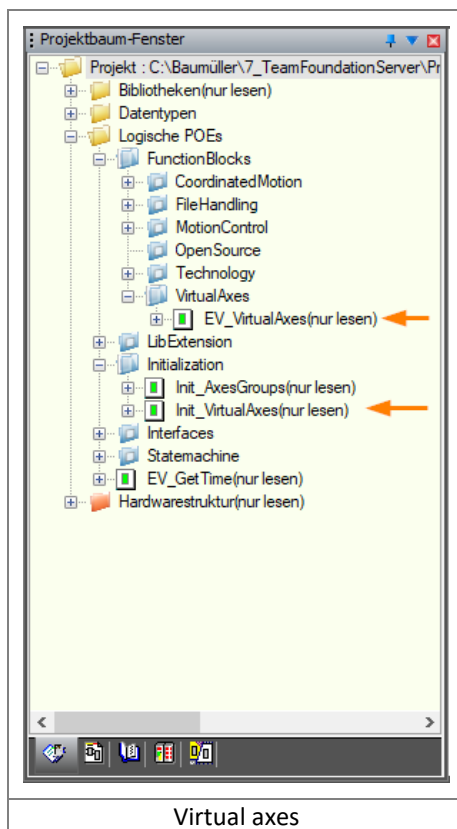 Projektbaum-Fenster
Projekt : C:\Baumüller\7_TeamFoundationServer\Pr
Bibliotheken(nur lesen)
Datentypen
Logische POEs
FunctionBlocks
CoordinatedMotion
FileHandling
MotionControl
OpenSource
Technology
VirtualAxes
EV_VirtualAxes(nur lesen)
LibExtension
Initialization
Init_AxesGroups(nur lesen)
Init_VirtualAxes(nur lesen)
Interfaces
Statemachine
EV_GetTime(nur lesen)
Hardwarestruktur(nur lesen)
Virtual axes